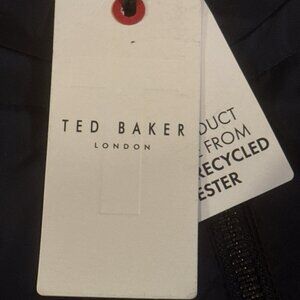 TED BAKER
LONDON
DUCT
FROM
RECYCLED
ESTER